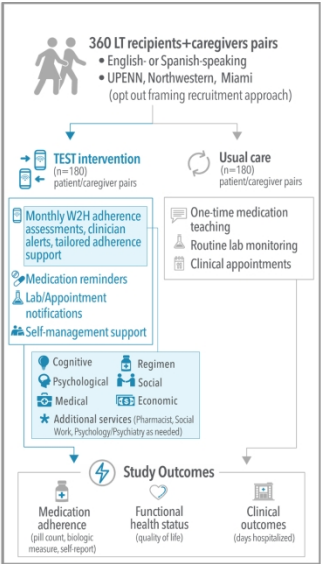 360 LT recipients+caregivers pairs
• English- or Spanish-speaking
• UPENN, Northwestern, Miami
(opt out framing recruitment approach)
TEST intervention
(n=180)
patient/caregiver pairs
Usual care
(n=180)
patient/caregiver pairs
Monthly W2H adherence
assessments, clinician
alerts, tailored adherence
support
Medication reminders
Lab/Appointment
notifications
Self-management support
One-time medication
teaching
Routine lab monitoring
Clinical appointments
Cognitive
Regimen
Psychological
Social
Medical
Economic
* Additional services (Pharmacist, Social
Work, Psychology/Psychiatry as needed)
Study Outcomes
Medication
adherence
(pill count, biologic
measure, self-report)
Functional
health status
(quality of life)
Clinical
outcomes
(days hospitalized)